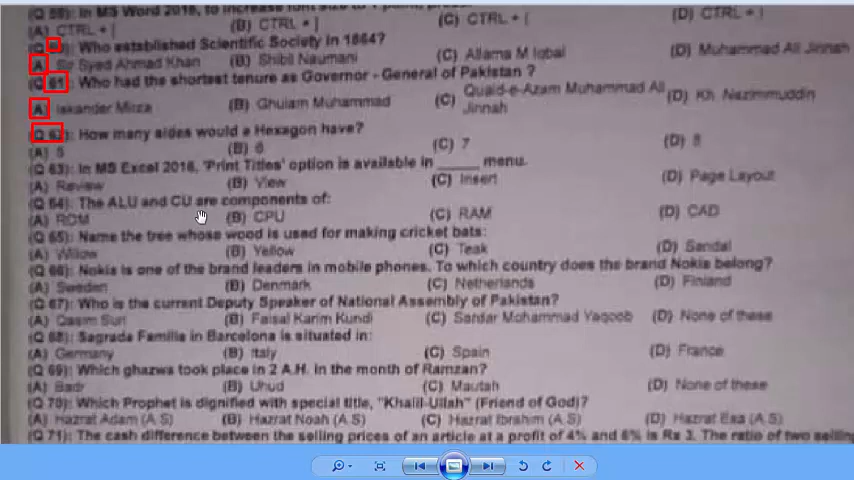 (Q 59): In MS Word 2016, to increase font size to 1 point, press:
(A) CTRL + [ (B) CTRL + ] (C) CTRL + { (D) CTRL + }
(Q 60): Who established Scientific Society in 1864?
(A) Sir Syed Ahmad Khan (B) Shibli Naumani (C) Allama M Iqbal (D) Muhammad Ali Jinnah
(Q 61): Who had the shortest tenure as Governor - General of Pakistan ?
(A) Iskander Mirza (B) Ghulam Muhammad (C) Quaid-e-Azam Muhammad Ali Jinnah (D) Kh. Nazimmuddin
(Q 62): How many sides would a Hexagon have?
(A) 5 (B) 6 (C) 7 (D) 8
(Q 63): In MS Excel 2016, 'Print Titles' option is available in _____ menu.
(A) Review (B) View (C) Insert (D) Page Layout
(Q 64): The ALU and CU are components of:
(A) ROM (B) CPU (C) RAM (D) CAD
(Q 65): Name the tree whose wood is used for making cricket bats:
(A) Willow (B) Yellow (C) Teak (D) Sandal
(Q 66): Nokia is one of the brand leaders in mobile phones. To which country does the brand Nokia belong?
(A) Sweden (B) Denmark (C) Netherlands (D) Finland
(Q 67): Who is the current Deputy Speaker of National Assembly of Pakistan?
(A) Qasim Suri (B) Faisal Karim Kundi (C) Sardar Mohammad Yaqoob (D) None of these
(Q 68): Sagrada Familia in Barcelona is situated in:
(A) Germany (B) Italy (C) Spain (D) France
(Q 69): Which ghazwa took place in 2 A.H. in the month of Ramzan?
(A) Badr (B) Uhud (C) Mautah (D) None of these
(Q 70): Which Prophet is dignified with special title, "Khalil-Ullah" (Friend of God)?
(A) Hazrat Adam (A.S) (B) Hazrat Noah (A.S) (C) Hazrat Ibrahim (A.S) (D) Hazrat Esa (A.S)
(Q 71): The cash difference between the selling prices of an article at a profit of 4% and 6% is Rs 3. The ratio of two selling